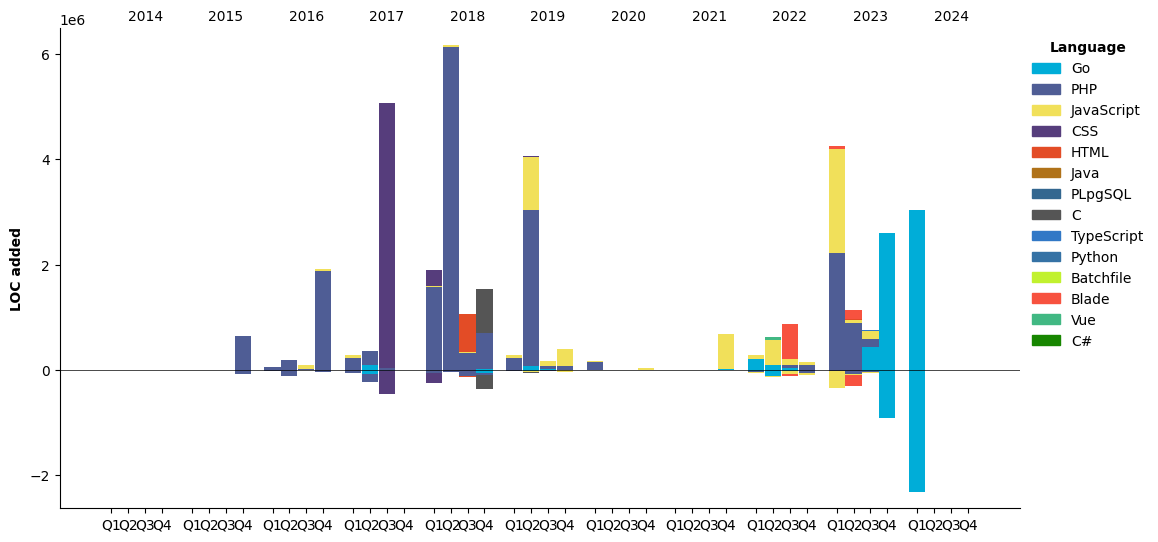 2014 2015 2016 2017 2018 2019 2020 2021 2022 2023 2024
1e6
6
4
2
0
−2
LOC added
Q1Q2Q3Q4 Q1Q2Q3Q4 Q1Q2Q3Q4 Q1Q2Q3Q4 Q1Q2Q3Q4 Q1Q2Q3Q4 Q1Q2Q3Q4 Q1Q2Q3Q4 Q1Q2Q3Q4 Q1Q2Q3Q4 Q1Q2Q3Q4
Language
Go
PHP
JavaScript
CSS
HTML
Java
PLpgSQL
C
TypeScript
Python
Batchfile
Blade
Vue
C#